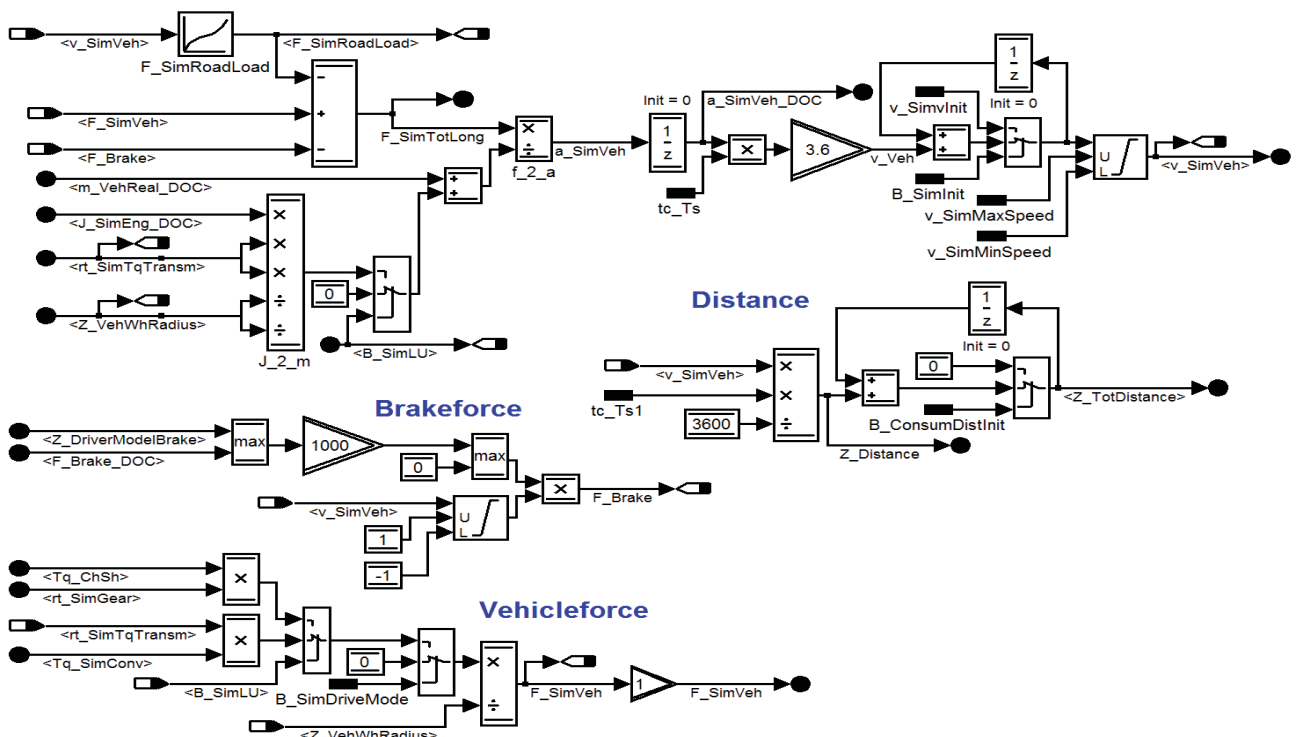 <v_SimVeh>
F_SimRoadLoad
<F_SimRoadLoad>
−
+
−
<F_SimVeh>
<F_Brake>
F_SimTotLong
<m_VehReal_DOC>
<J_SimEng_DOC>
<rt_SimTqTransm>
<Z_VehWhRadius>
×
×
×
÷
÷
J_2_m
0
<B_SimLU>
+
+
×
÷
f_2_a
a_SimVeh
Init = 0
1
z
a_SimVeh_DOC
×
tc_Ts
3.6
v_Veh
v_SimvInit
1
z
Init = 0
+
+
B_SimInit
v_SimMaxSpeed
v_SimMinSpeed
U
L
<v_SimVeh>
Distance
<v_SimVeh>
tc_Ts1
3600
×
×
÷
Z_Distance
1
z
Init = 0
+
+
0
B_ConsumDistInit
<Z_TotDistance>
Brakeforce
<Z_DriverModelBrake>
<F_Brake_DOC>
max
1000
0
max
<v_SimVeh>
1
-1
U
L
×
F_Brake
Vehicleforce
<Tq_ChSh>
<rt_SimGear>
×
<rt_SimTqTransm>
<Tq_SimConv>
×
<B_SimLU>
0
B_SimDriveMode
×
÷
<Z_VehWhRadius>
F_SimVeh
1
F_SimVeh